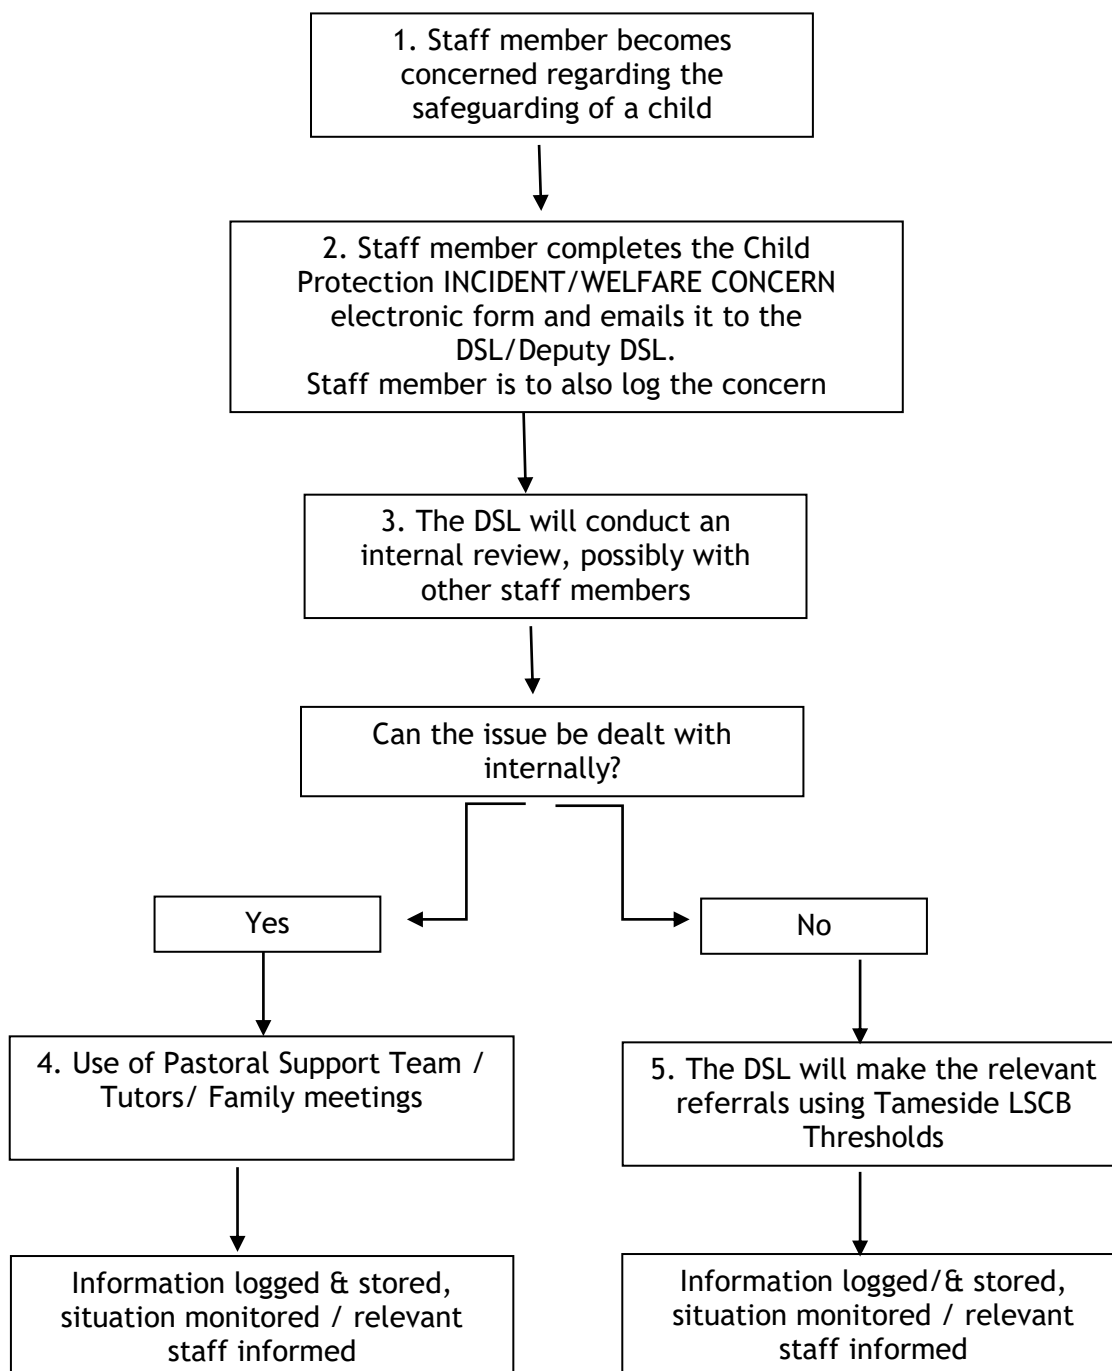 1. Staff member becomes
concerned regarding the
safeguarding of a child
2. Staff member completes the Child
Protection INCIDENT/WELFARE CONCERN
electronic form and emails it to the
DSL/Deputy DSL.
Staff member is to also log the concern
3. The DSL will conduct an
internal review, possibly with
other staff members
Can the issue be dealt with
internally?
Yes
No
4. Use of Pastoral Support Team /
Tutors/ Family meetings
5. The DSL will make the relevant
referrals using Tameside LSCB
Thresholds
Information logged & stored,
situation monitored / relevant
staff informed
Information logged/& stored,
situation monitored / relevant
staff informed